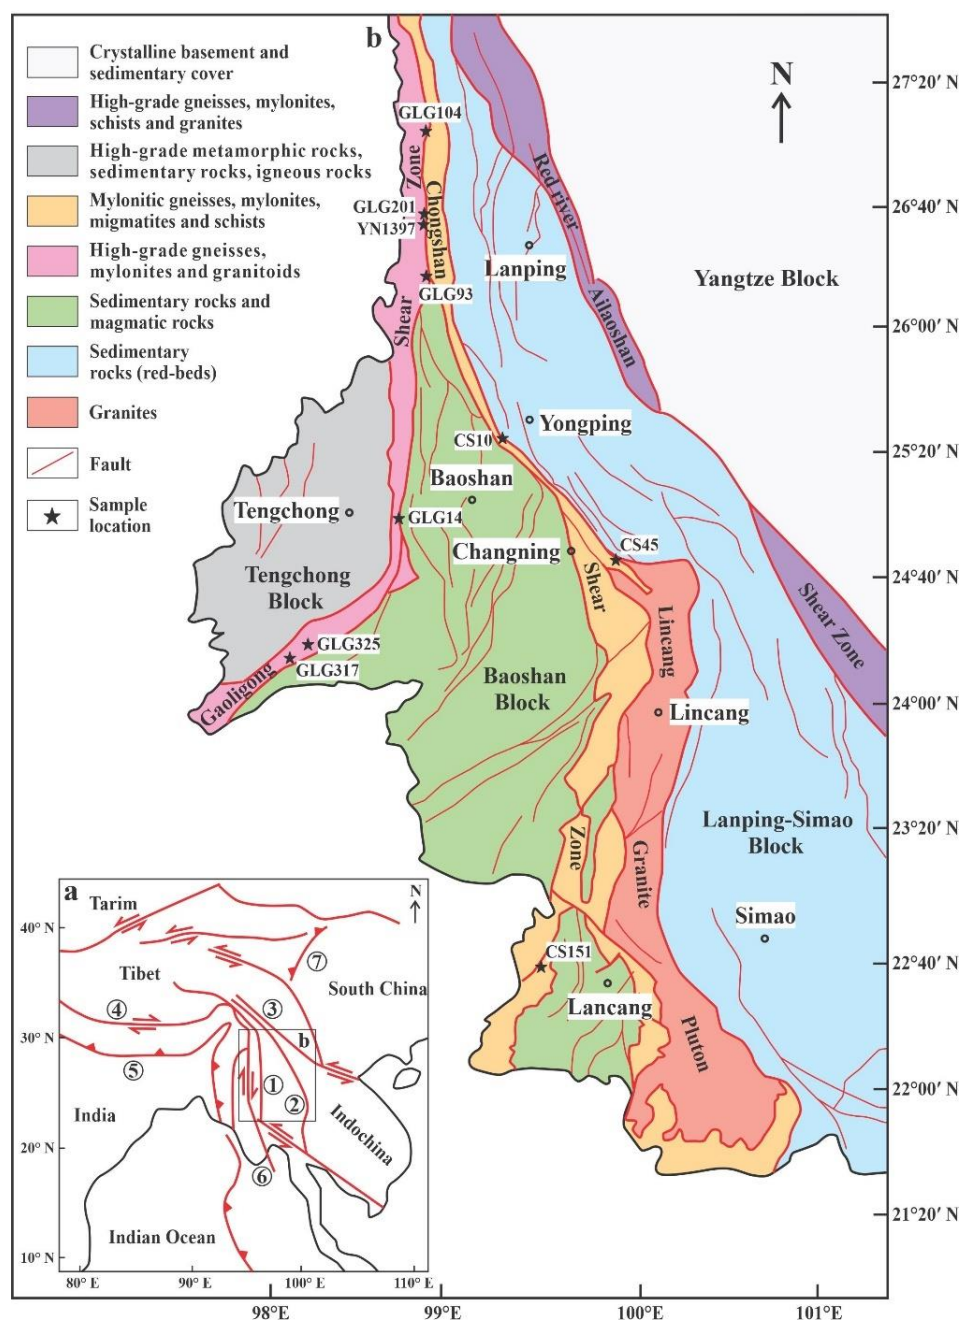 b
Crystalline basement and
sedimentary cover
High-grade gneisses, mylonites,
schists and granites
High-grade metamorphic rocks,
sedimentary rocks, igneous rocks
Mylonitic gneisses, mylonites,
migmatites and schists
High-grade gneisses,
mylonites and granitoids
Sedimentary rocks and
magmatic rocks
Sedimentary
rocks (red-beds)
Granites
Fault
Sample
location
N
GLG104
Zone
Chongshan
GLG201
YN1397
GLG93
Shear
Lanping
Red river
Ailaoshan
Yangtze Block
CS10
Yongping
Baoshan
Tengchong
GLG14
Changning
CS45
Tengchong
Block
Shear
Lincang
Shear Zone
GLG325
GLG317
Gaoligong
Baoshan
Block
Lincang
Lanping-Simao
Block
Zone
Granite
Simao
CS151
Lancang
Pluton
27°20′ N
26°40′ N
26°00′ N
25°20′ N
24°40′ N
24°00′ N
23°20′ N
22°40′ N
22°00′ N
21°20′ N
98°E
99°E
100°E
101°E
a
N
Tarim
40° N
Tibet
⑦
South China
④
③
30° N
b
⑤
①
②
India
Indochina
20° N
⑥
Indian Ocean
10° N
80° E
90° E
100° E
110° E